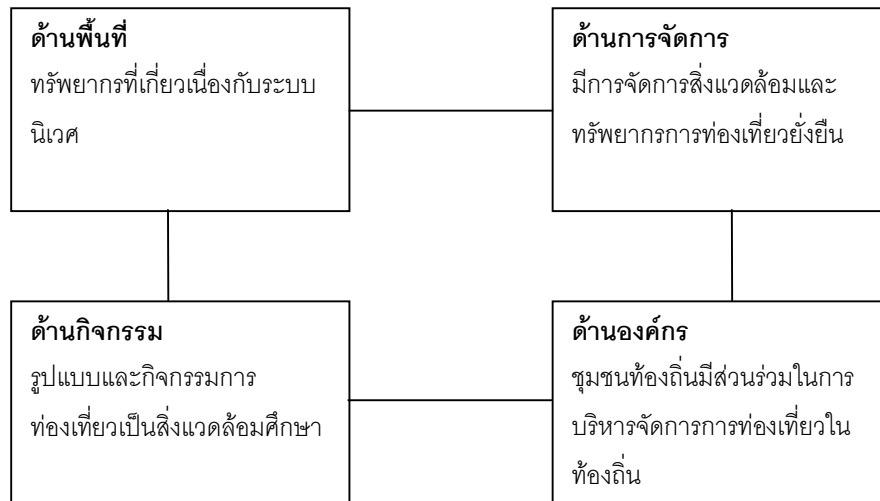 ด้านพื้นที่
ทรัพยากรที่เกี่ยวเนื่องกับระบบ
นิเวศ
ด้านการจัดการ
มีการจัดการสิ่งแวดล้อมและ
ทรัพยากรการท่องเที่ยวยั่งยืน
ด้านกิจกรรม
รูปแบบและกิจกรรมการ
ท่องเที่ยวเป็นสิ่งแวดล้อมศึกษา
ด้านองค์กร
ชุมชนท้องถิ่นมีส่วนร่วมในการ
บริหารจัดการการท่องเที่ยวใน
ท้องถิ่น